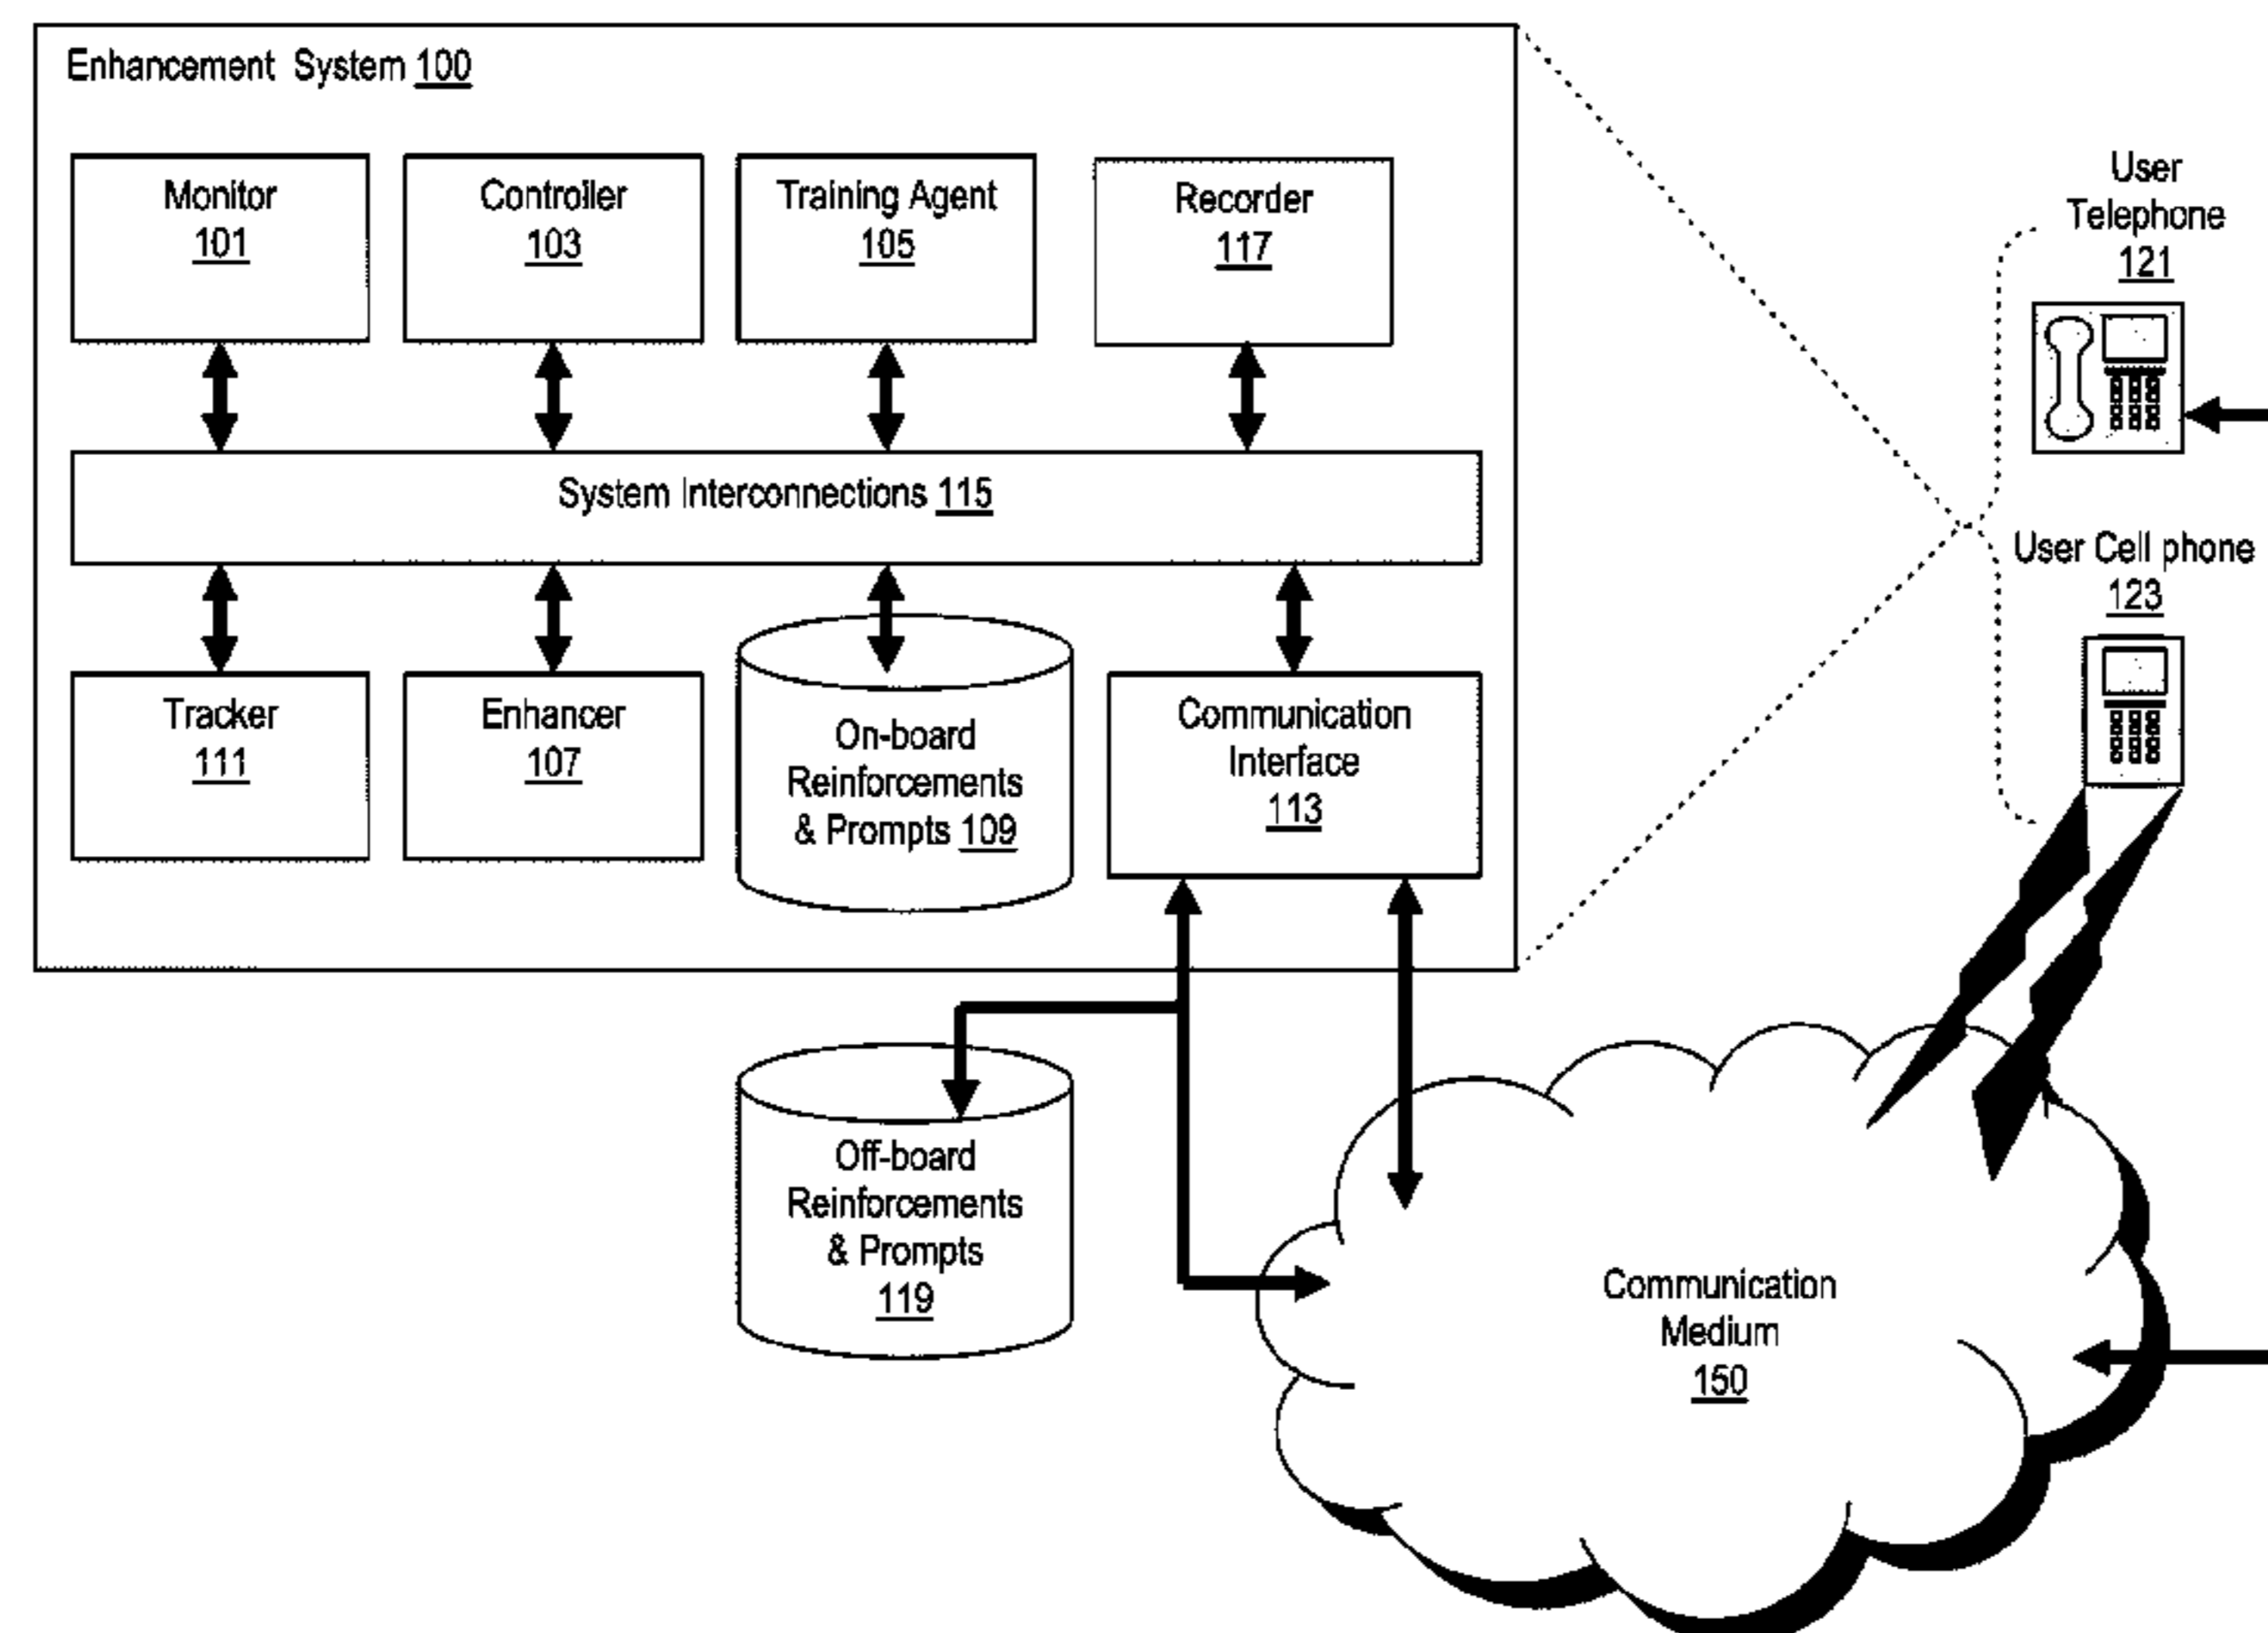 Enhancement System 100
Monitor
101
Controller
103
Training Agent
105
Recorder
117
System Interconnections 115
Tracker
111
Enhancer
107
On-board
Reinforcements
& Prompts 109
Communication
Interface
113
User
Telephone
121
User Cell phone
123
Off-board
Reinforcements
& Prompts
119
Communication
Medium
150